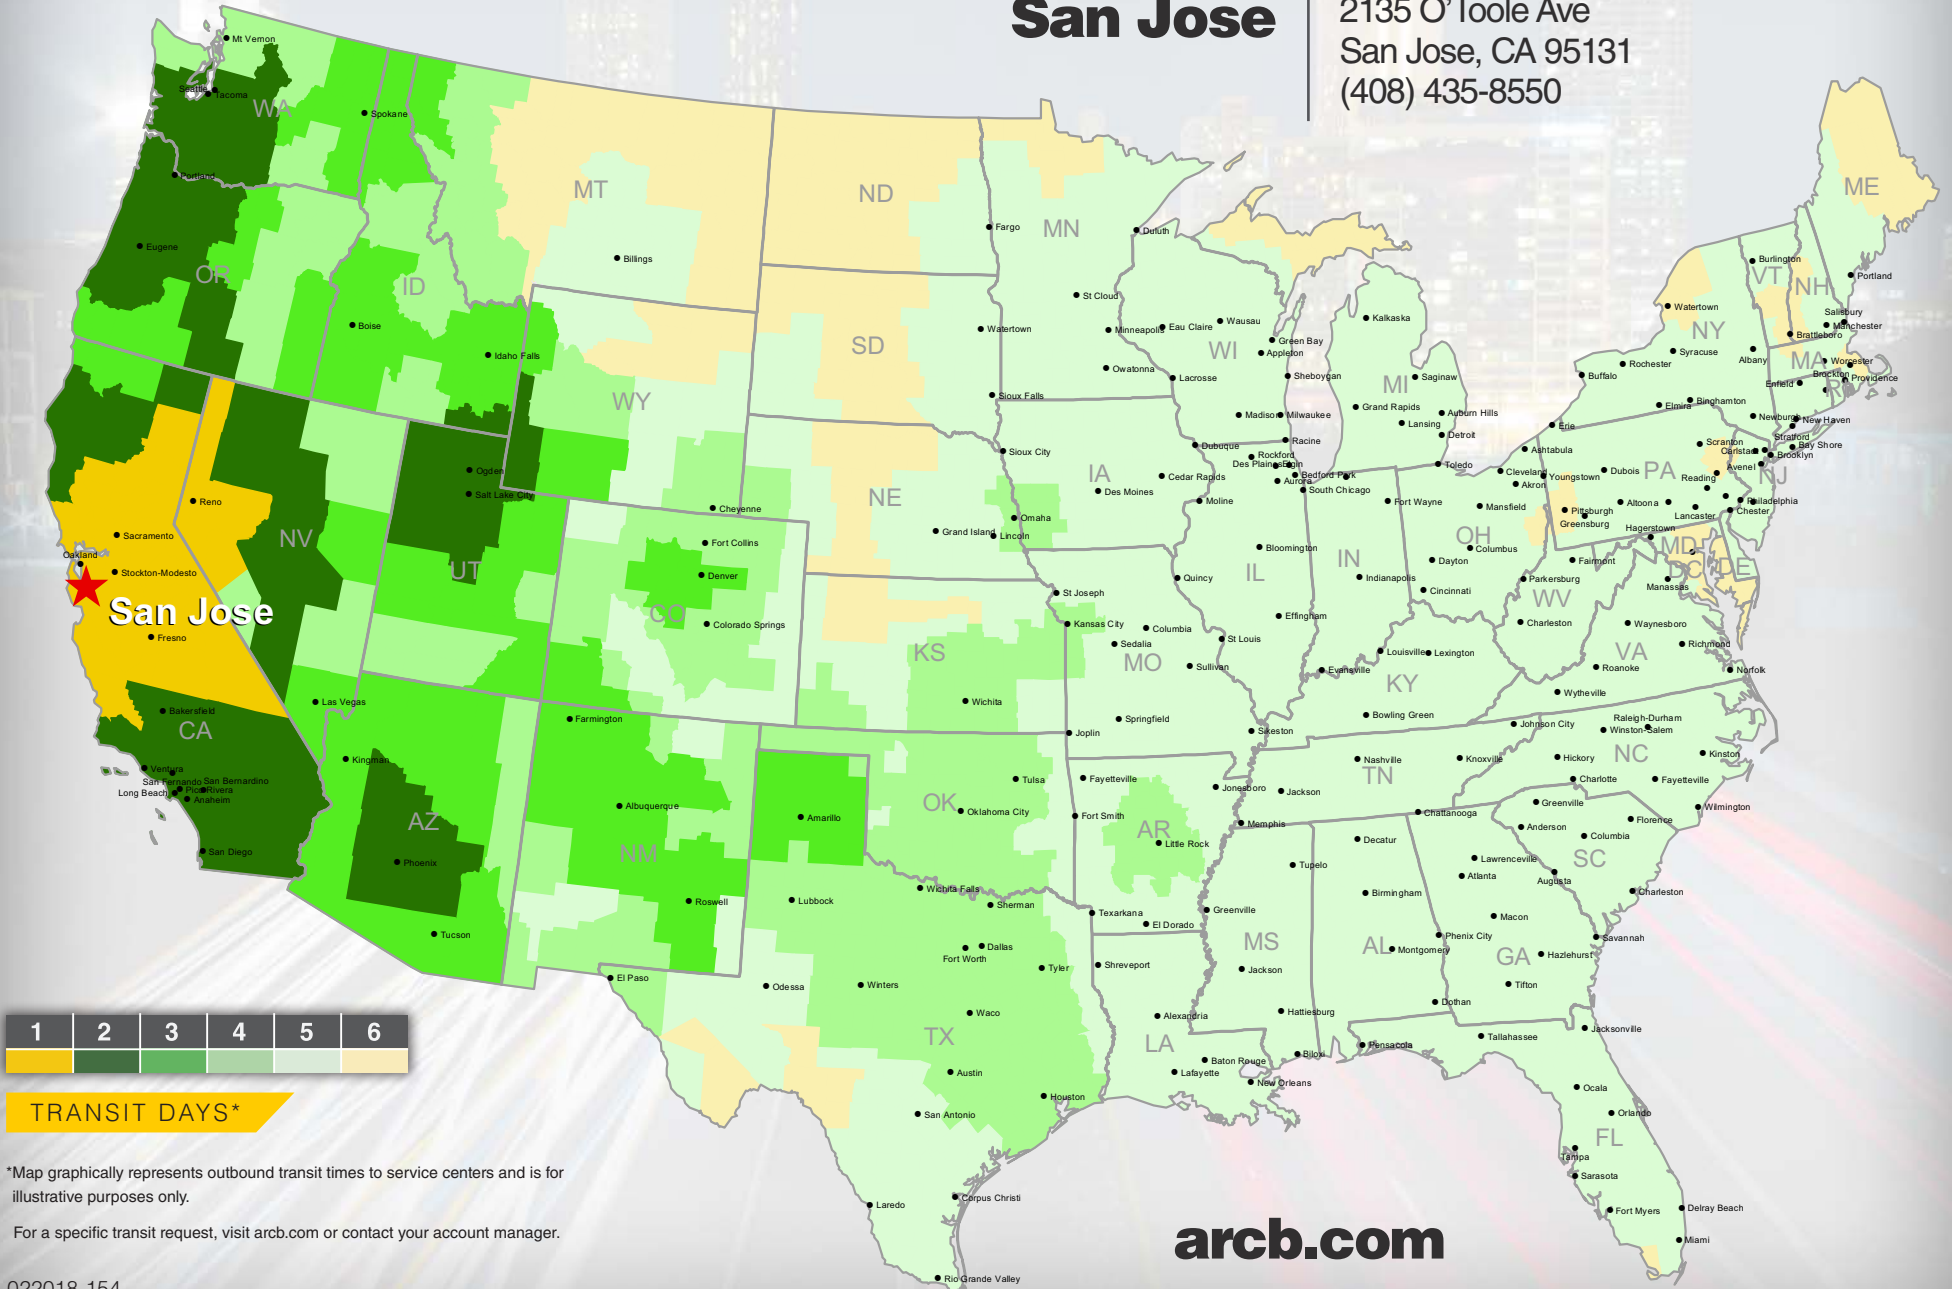 San Jose
2135 O'Toole Ave
San Jose, CA 95131
(408) 435-8550
Mt Vernon
Seattle
Tacoma
WA
Spokane
Portland
Eugene
OR
ID
Boise
Idaho Falls
MT
Billings
ND
Fargo
MN
Duluth
St Cloud
Minneapolis
Eau Claire
Wausau
Green Bay
Appleton
WI
Watertown
SD
Owatonna
Lacrosse
Sheboygan
Sioux Falls
WY
Madison
Milwaukee
Racine
Kalkaska
MI
Saginaw
Grand Rapids
Auburn Hills
Lansing
Detroit
ME
Burlington
VT
NH
Portland
Watertown
Salisbury
Manchester
NY
Brattleboro
Syracuse
Rochester
Albany
MA
Worcester
Brockton
Providence
Buffalo
Enfield
R
Binghamton
Elmira
Newburgh
New Haven
Stratford
Bay Shore
Erie
Scranton
Carlstadt
Brooklyn
Avenel
Ashtabula
Toledo
Cleveland
Akron
Youngstown
Dubois
PA
Reading
NJ
Altoona
Philadelphia
Pittsburgh
Greensburg
Lancaster
Chester
Hagerstown
Mansfield
OH
Columbus
Dayton
Cincinnati
Fairmont
MD
DC
DE
Manassas
Parkersburg
WV
Charleston
Waynesboro
VA
Richmond
Roanoke
Norfolk
Wytheville
Dubuque
Rockford
Des Plaines
Elgin
Bedford Park
Aurora
South Chicago
Fort Wayne
Sioux City
IA
Cedar Rapids
Des Moines
Moline
NE
Omaha
Grand Island
Lincoln
Bloomington
IL
IN
Indianapolis
Quincy
Effingham
St Joseph
Kansas City
Columbia
Sedalia
MO
St Louis
Sullivan
Evansville
Louisville
Lexington
KY
Bowling Green
Springfield
Joplin
Sikeston
Ogden
Salt Lake City
Cheyenne
Reno
NV
UT
Fort Collins
Denver
CO
Colorado Springs
KS
Wichita
Sacramento
Oakland
Stockton-Modesto
San Jose
Fresno
Bakersfield
CA
Las Vegas
Kingman
Ventura
San Fernando
San Bernardino
Pico Rivera
Long Beach
Anaheim
San Diego
AZ
Phoenix
Tucson
Farmington
Albuquerque
NM
Roswell
Amarillo
Tulsa
OK
Oklahoma City
Fayetteville
Fort Smith
AR
Little Rock
Jonesboro
Memphis
Jackson
Nashville
TN
Knoxville
Johnson City
Chattanooga
Raleigh-Durham
Winston-Salem
NC
Hickory
Kinston
Charlotte
Fayetteville
Wilmington
Greenville
Anderson
Florence
Columbia
SC
Charleston
Decatur
Tupelo
Birmingham
Lawrenceville
Atlanta
Augusta
Macon
Phenix City
AL
Montgomery
GA
Hazlehurst
Savannah
Tifton
Dothan
Lubbock
Wichita Falls
Sherman
Texarkana
El Dorado
Greenville
MS
Dallas
Fort Worth
Tyler
Shreveport
Jackson
El Paso
Odessa
Winters
Waco
TX
Alexandria
Hattiesburg
LA
Austin
Baton Rouge
Lafayette
Biloxi
New Orleans
Pensacola
Tallahassee
Jacksonville
Houston
San Antonio
Ocala
Orlando
FL
Tampa
Sarasota
Fort Myers
Delray Beach
Miami
Laredo
Corpus Christi
Rio Grande Valley
1 2 3 4 5 6
TRANSIT DAYS*
*Map graphically represents outbound transit times to service centers and is for
illustrative purposes only.
For a specific transit request, visit arcb.com or contact your account manager.
arcb.com
022018-154